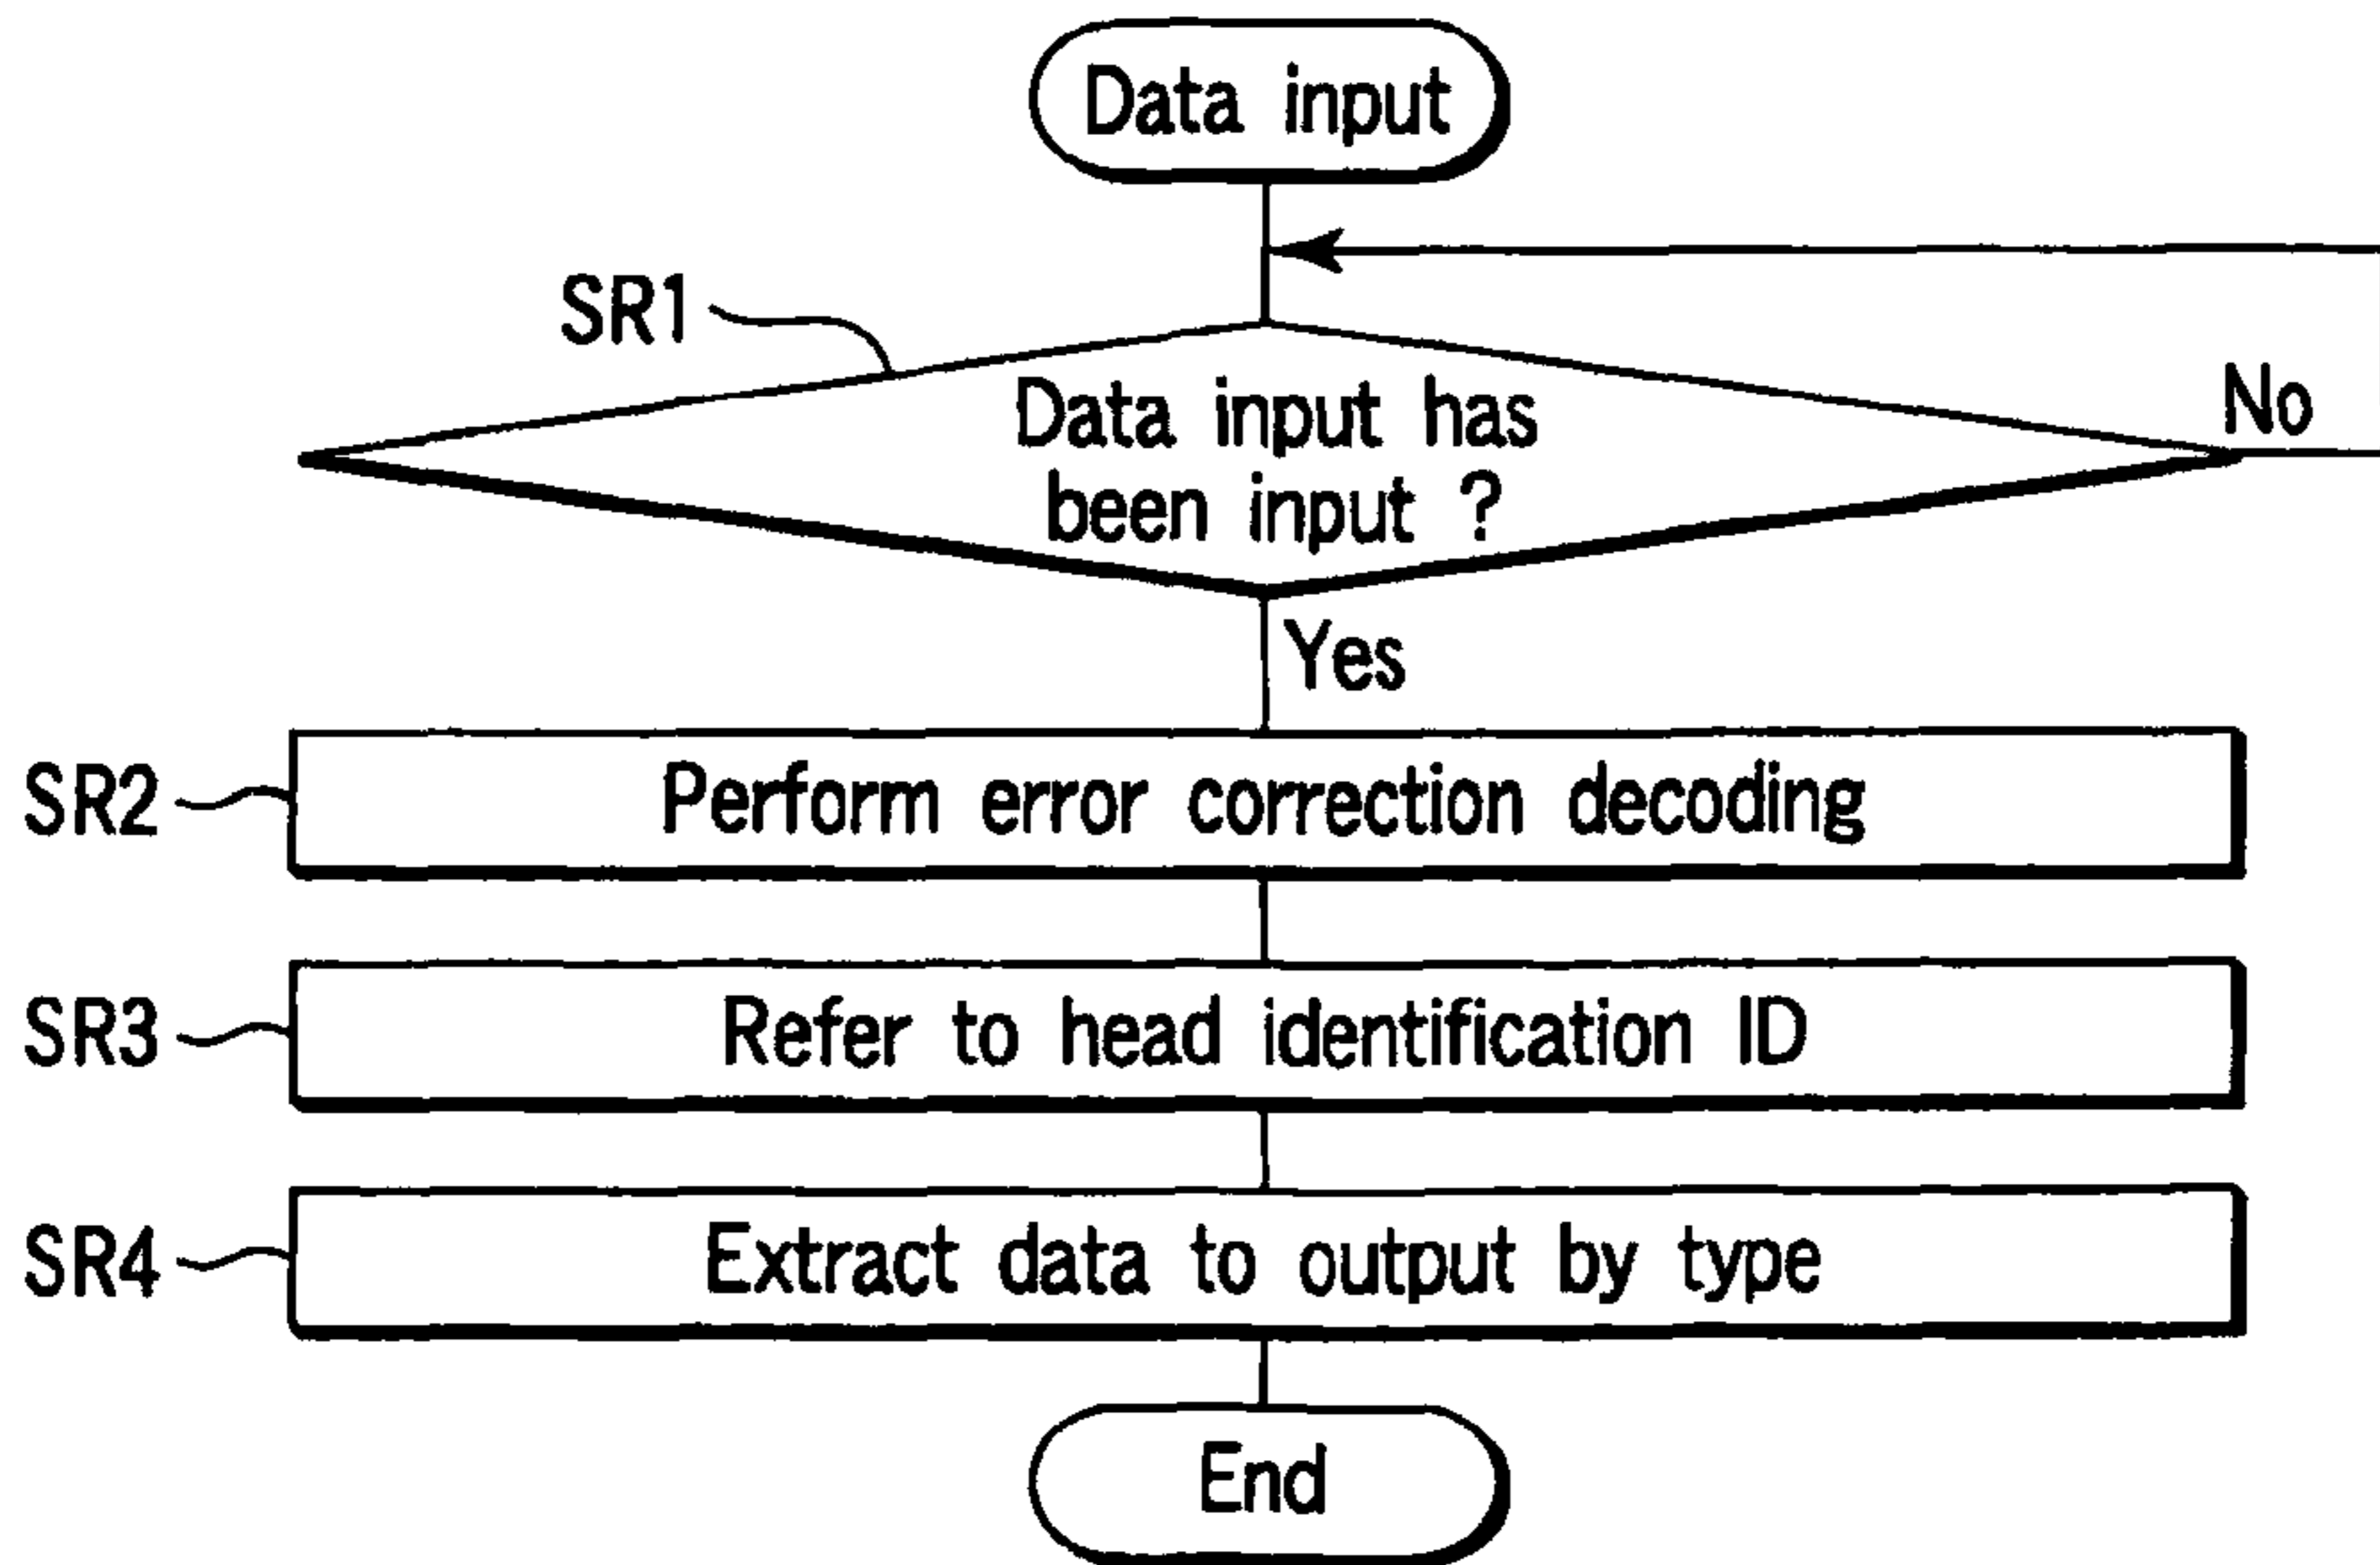 Data input
SR1
Data input has
been input ?
No
Yes
SR2
Perform error correction decoding
SR3
Refer to head identification ID
SR4
Extract data to output by type
End